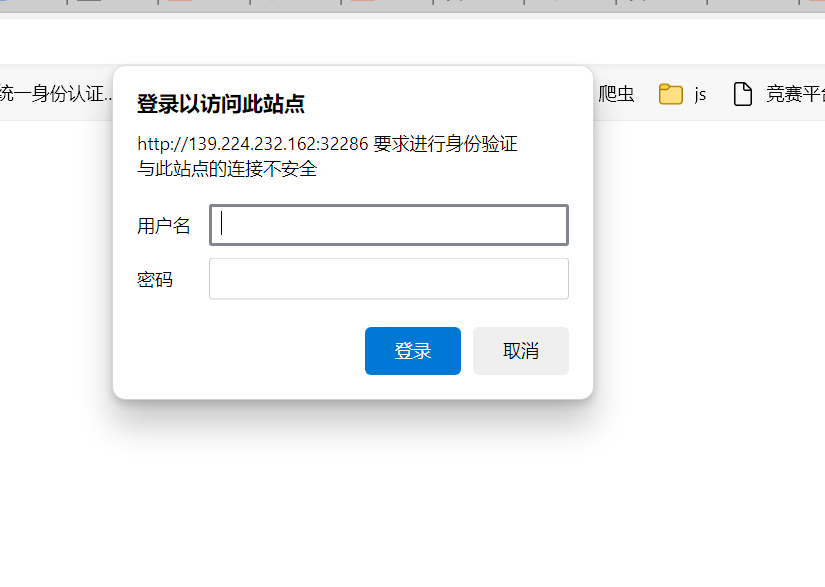 统一身份认证...
爬虫
js
竞赛平台
登录以访问此站点
http://139.224.232.162:32286 要求进行身份验证
与此站点的连接不安全
用户名
密码
登录
取消